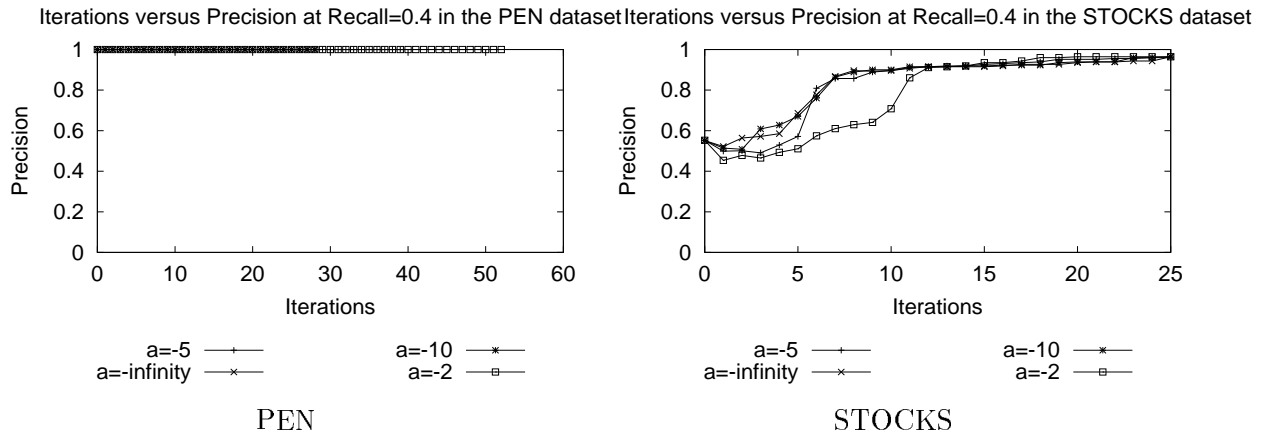 Iterations versus Precision at Recall=0.4 in the PEN dataset
1
0.8
0.6
0.4
0.2
0
Precision
0 10 20 30 40 50 60
Iterations
a=-5
a=-10
a=-infinity
a=-2
PEN
Iterations versus Precision at Recall=0.4 in the STOCKS dataset
1
0.8
0.6
0.4
0.2
0
Precision
0 5 10 15 20 25
Iterations
a=-5
a=-10
a=-infinity
a=-2
STOCKS